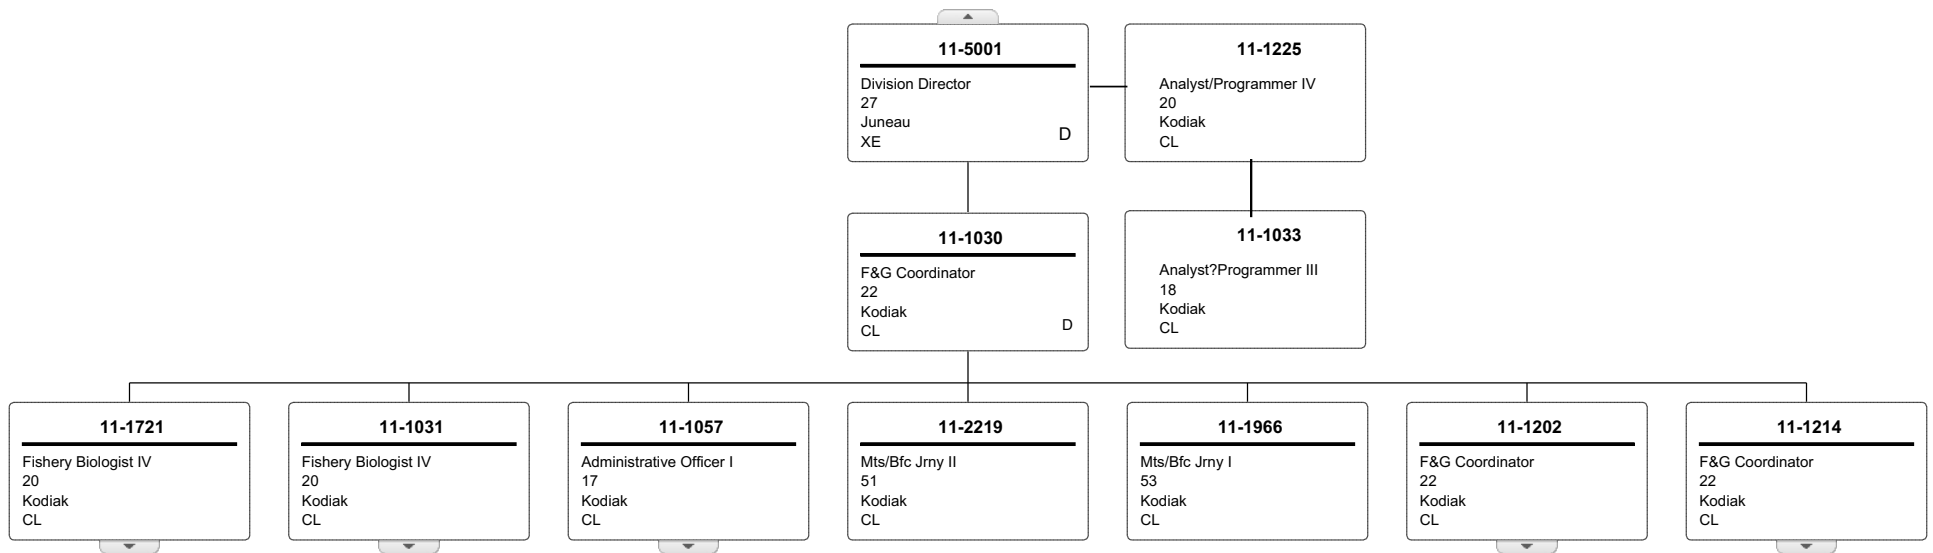 11-5001
Division Director
27
Juneau
XE
D
11-1225
Analyst/Programmer IV
20
Kodiak
CL
11-1030
F&G Coordinator
22
Kodiak
CL
D
11-1033
Analyst?Programmer III
18
Kodiak
CL
11-1721
Fishery Biologist IV
20
Kodiak
CL
11-1031
Fishery Biologist IV
20
Kodiak
CL
11-1057
Administrative Officer I
17
Kodiak
CL
11-2219
Mts/Bfc Jrny II
51
Kodiak
CL
11-1966
Mts/Bfc Jrny I
53
Kodiak
CL
11-1202
F&G Coordinator
22
Kodiak
CL
11-1214
F&G Coordinator
22
Kodiak
CL